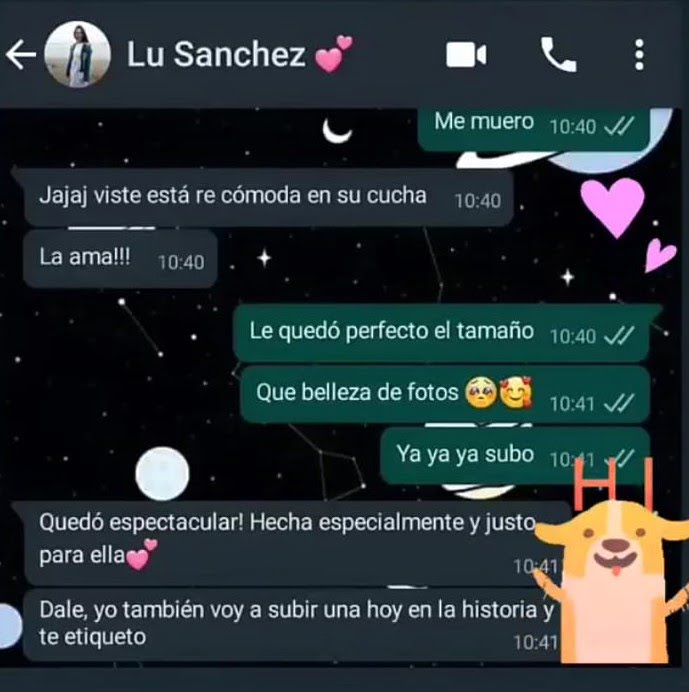 Lu Sanchez
Me muero 10:40
Jajaj viste está re cómoda en su cucha 10:40
La ama!!! 10:40
Le quedó perfecto el tamaño 10:40
Que belleza de fotos 🥺🥰 10:41
Ya ya ya subo 10:41
HI
Quedó espectacular! Hecha especialmente y justo
para ella💕 10:41
Dale, yo también voy a subir una hoy en la historia y
te etiqueto 10:41